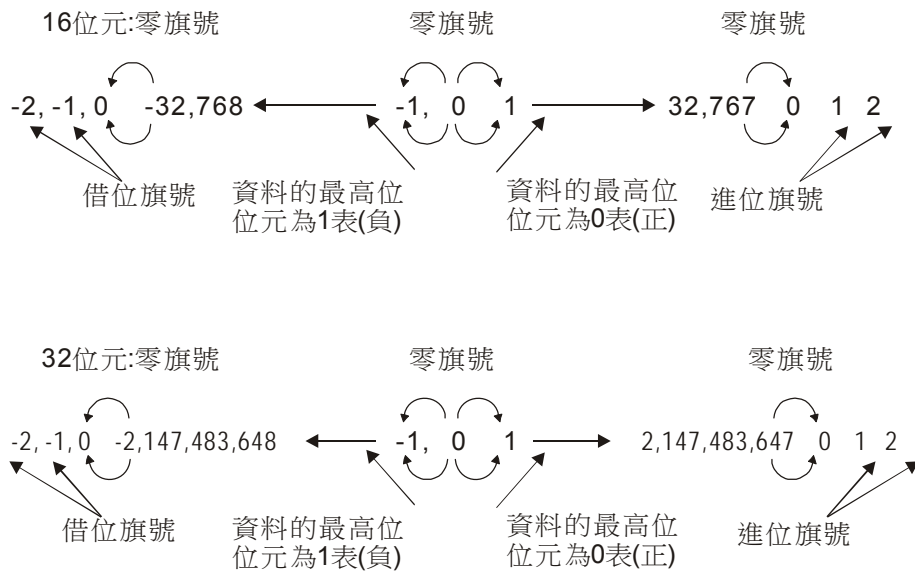 16位元:零旗號 零旗號 零旗號
-2, -1, 0 -32,768 -1, 0 1 32,767 0 1 2
借位旗號 資料的最高位 資料的最高位 進位旗號
位元為1表(負) 位元為0表(正)
32位元:零旗號 零旗號 零旗號
-2, -1, 0 -2,147,483,648 -1, 0 1 2,147,483,647 0 1 2
借位旗號 資料的最高位 資料的最高位 進位旗號
位元為1表(負) 位元為0表(正)